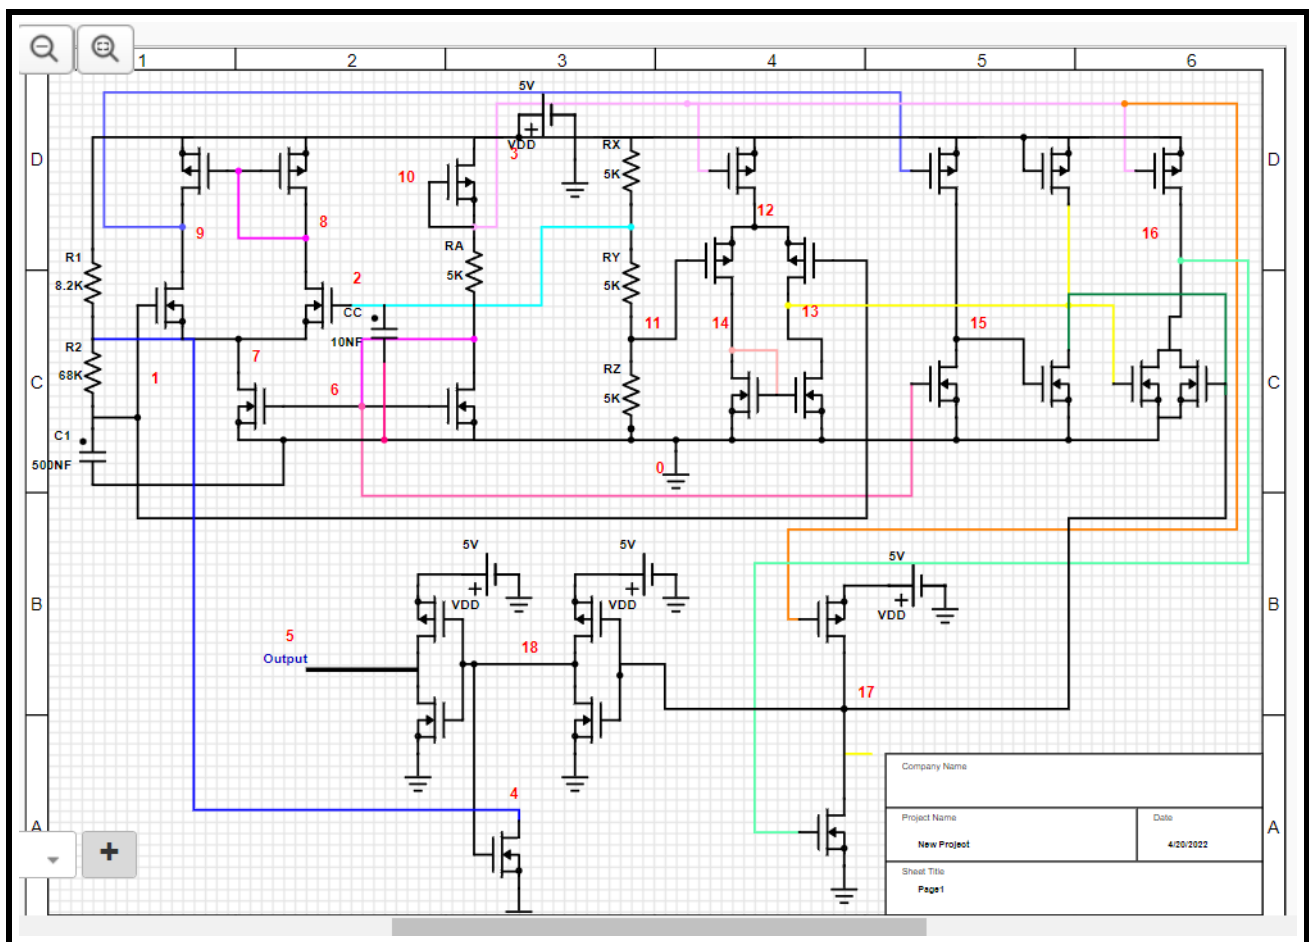 1 2 3 4 5 6
5V
D VDD RX D
3
10 5K
12
8
9 16
RA
R1 RY
2 5K
8.2K 5K
CC
13
11 14 15
10NF
R2
7
RZ
68K 1 6
C C
5K
C1
500NF 0
5V 5V
5V
B VDD VDD B
VDD
5 18
Output
17
Company Name
4
Project Name Date
A A
+ New Project 4/20/2022
Sheet Title
Page1